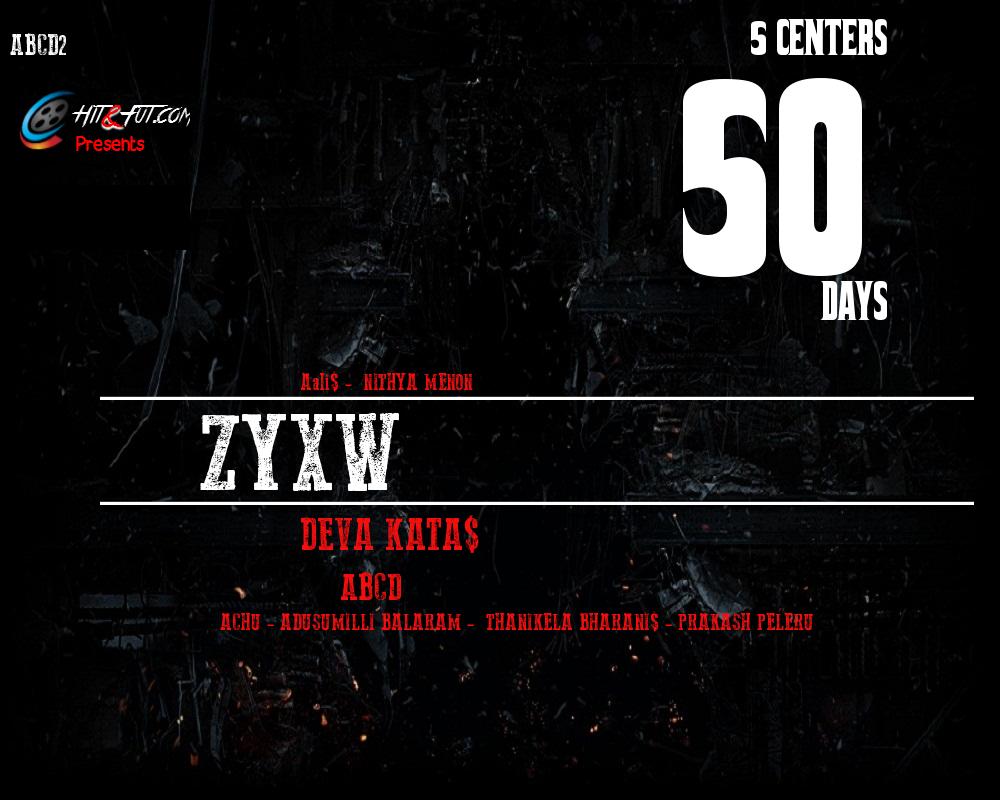 5 CENTERS
ABCD2
50
HIT&FUT.COM
Presents
DAYS
Aali$ - NITHYA MENON
ZYXW
DEVA KATA$
ABCD
ACHU - ADUSUMILLI BALARAM - THANIKELA BHARANI$ - PRAKASH PELERU